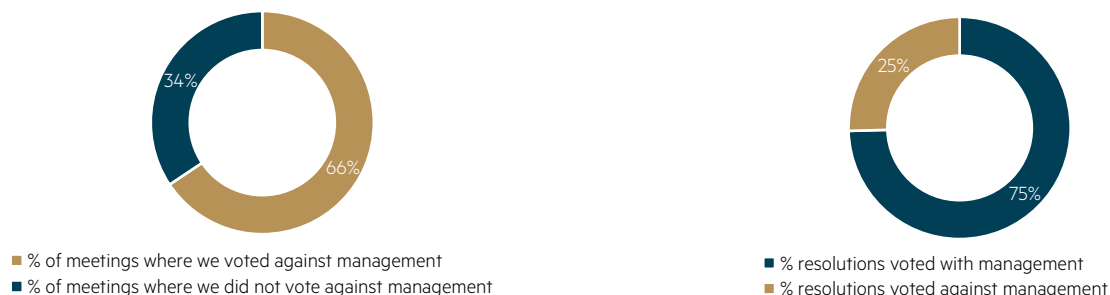 34%
66%
% of meetings where we voted against management
% of meetings where we did not vote against management
25%
75%
% resolutions voted with management
% resolutions voted against management